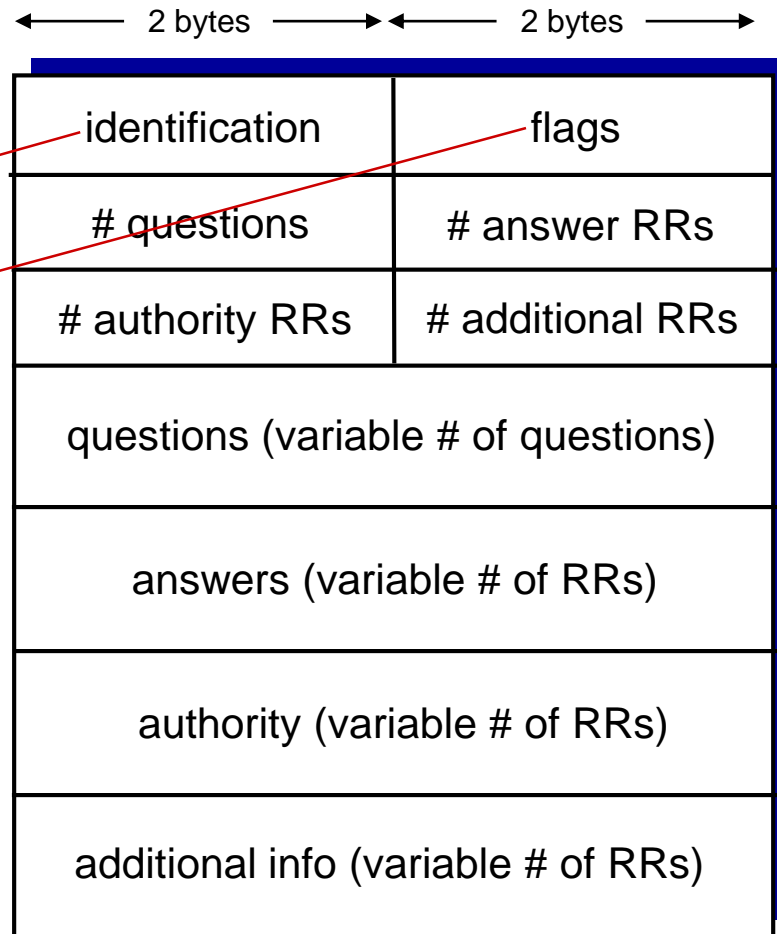 2 bytes 2 bytes
identification flags
# questions # answer RRs
# authority RRs # additional RRs
questions (variable # of questions)
answers (variable # of RRs)
authority (variable # of RRs)
additional info (variable # of RRs)